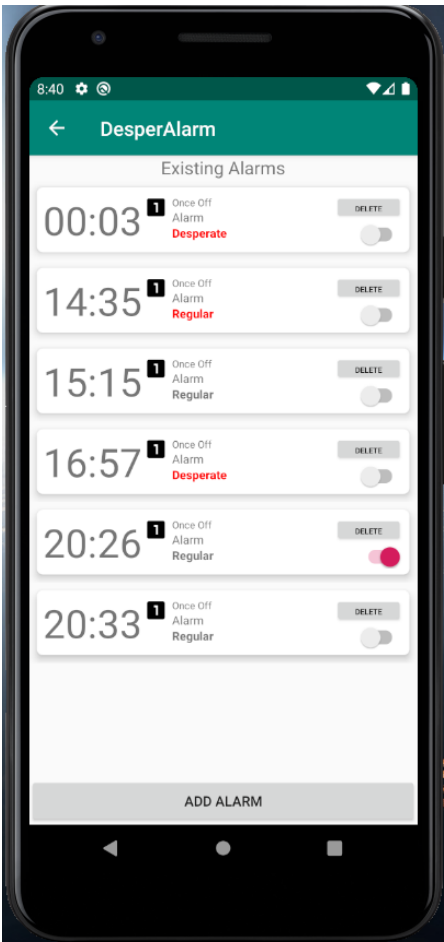 8:40
DesperAlarm
Existing Alarms
00:03 1 Once Off DELETE
Alarm
Desperate
14:35 1 Once Off DELETE
Alarm
Regular
15:15 1 Once Off DELETE
Alarm
Regular
16:57 1 Once Off DELETE
Alarm
Desperate
20:26 1 Once Off DELETE
Alarm
Regular
20:33 1 Once Off DELETE
Alarm
Regular
ADD ALARM